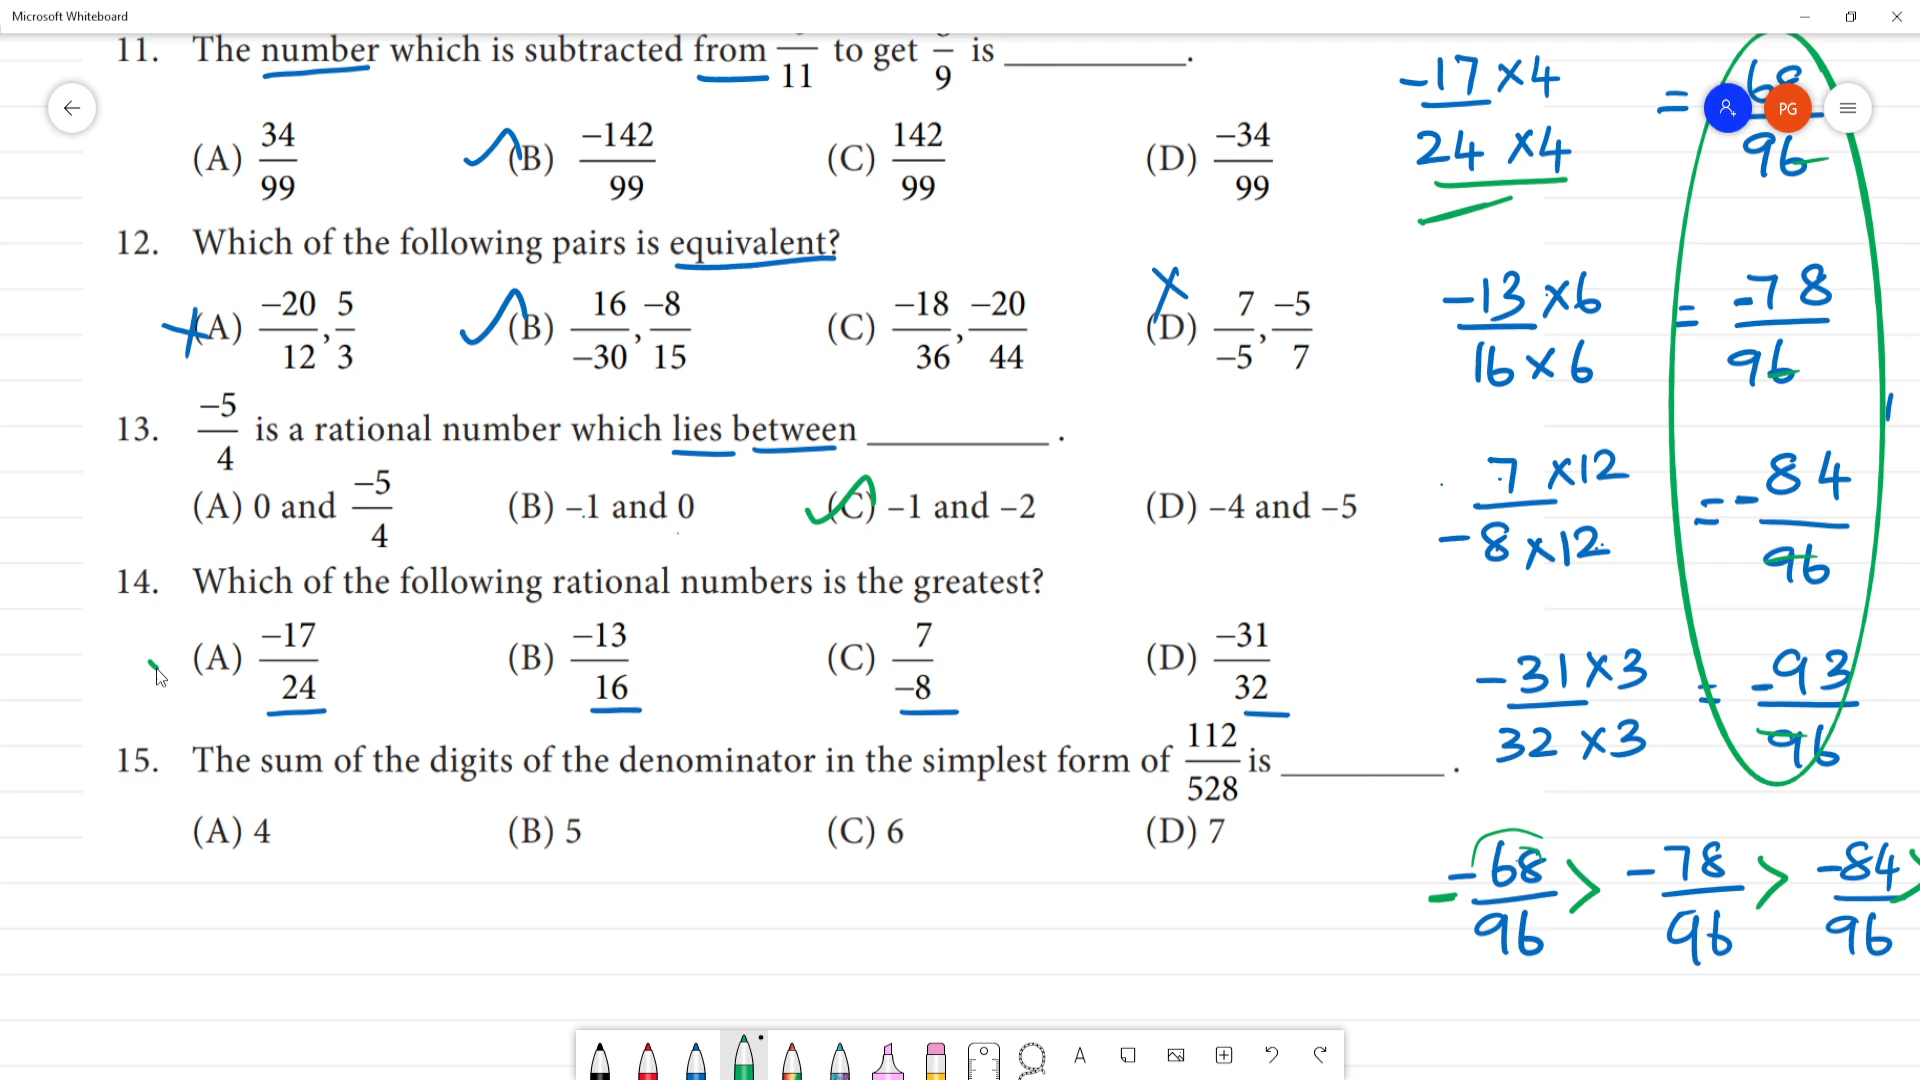 Microsoft Whiteboard
11. The number which is subtracted from /11 to get /9 is ________.
(A) 34/99 (B) –142/99 (C) 142/99 (D) –34/99
12. Which of the following pairs is equivalent?
(A) –20/12, 5/3 (B) 16/–30, –8/15 (C) –18/36, –20/44 (D) 7/–5, –5/7
13. –5/4 is a rational number which lies between ________ .
(A) 0 and –5/4 (B) –1 and 0 (C) –1 and –2 (D) –4 and –5
14. Which of the following rational numbers is the greatest?
(A) –17/24 (B) –13/16 (C) 7/–8 (D) –31/32
15. The sum of the digits of the denominator in the simplest form of 112/528 is ________ .
(A) 4 (B) 5 (C) 6 (D) 7
-17 x 4 / 24 x 4 = 68/96
PG
-13 x 6 / 16 x 6 = -78/96
7 x 12 / -8 x 12 = -84/96
-31 x 3 / 32 x 3 = -93/96
-68/96 > -78/96 > -84/96
A